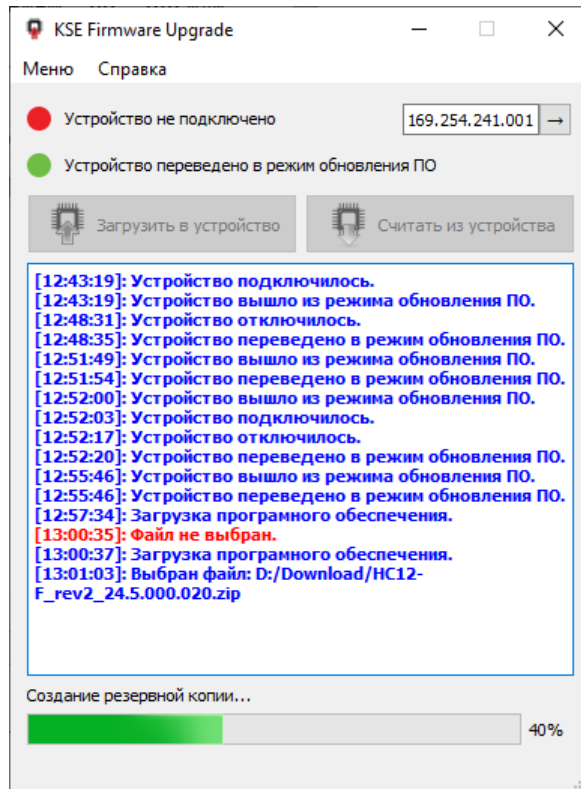 KSE Firmware Upgrade
Меню Справка
Устройство не подключено 169.254.241.001 →
Устройство переведено в режим обновления ПО
Загрузить в устройство Считать из устройства
[12:43:19]: Устройство подключилось.
[12:43:19]: Устройство вышло из режима обновления ПО.
[12:48:31]: Устройство отключилось.
[12:48:35]: Устройство переведено в режим обновления ПО.
[12:51:49]: Устройство вышло из режима обновления ПО.
[12:51:54]: Устройство переведено в режим обновления ПО.
[12:52:00]: Устройство вышло из режима обновления ПО.
[12:52:03]: Устройство подключилось.
[12:52:17]: Устройство отключилось.
[12:52:20]: Устройство переведено в режим обновления ПО.
[12:55:46]: Устройство вышло из режима обновления ПО.
[12:55:46]: Устройство переведено в режим обновления ПО.
[12:57:34]: Загрузка програмного обеспечения.
[13:00:35]: Файл не выбран.
[13:00:37]: Загрузка програмного обеспечения.
[13:01:03]: Выбран файл: D:/Download/HC12-
F_rev2_24.5.000.020.zip
Создание резервной копии...
40%